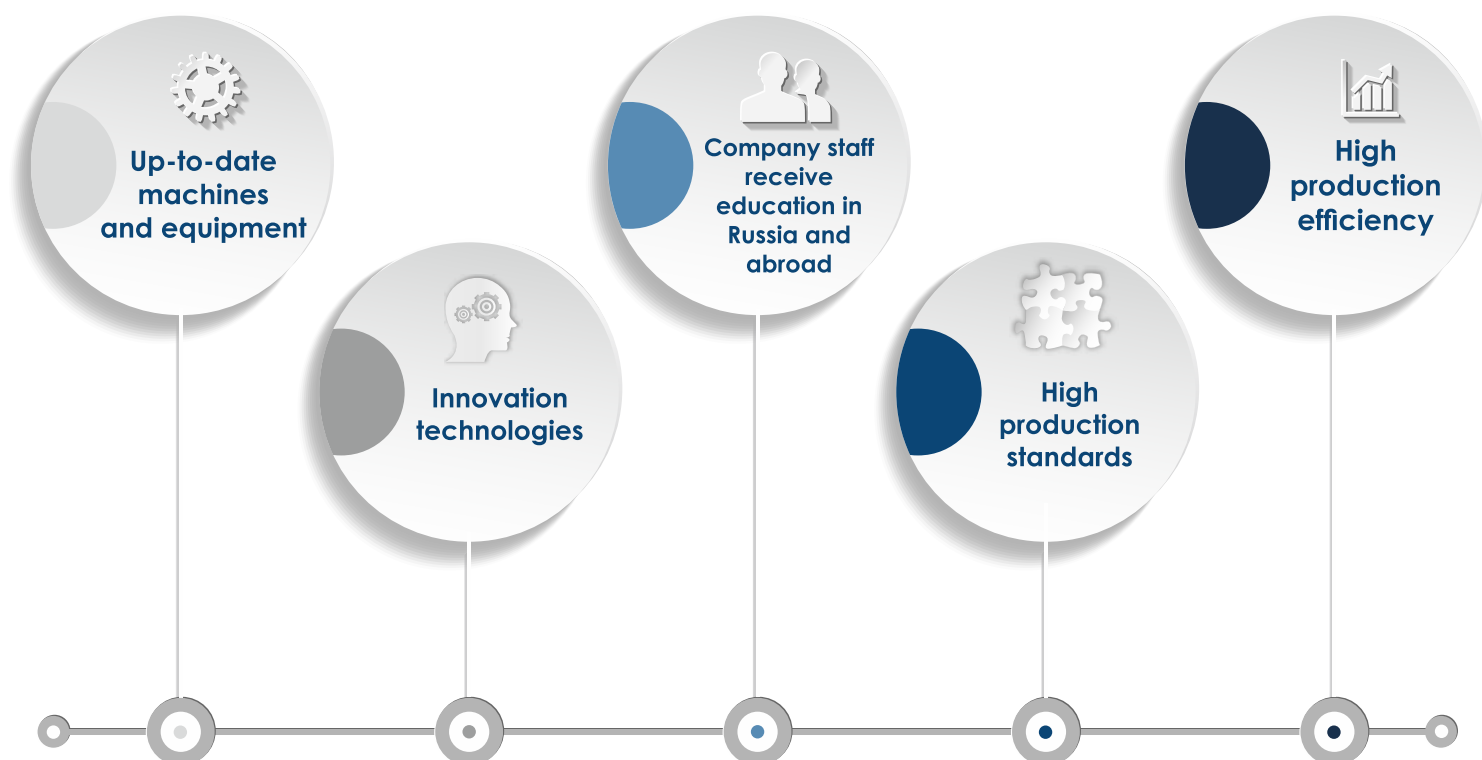 Up-to-date
machines
and equipment
Innovation
technologies
Company staff
receive
education in
Russia and
abroad
High
production
standards
High
production
efficiency